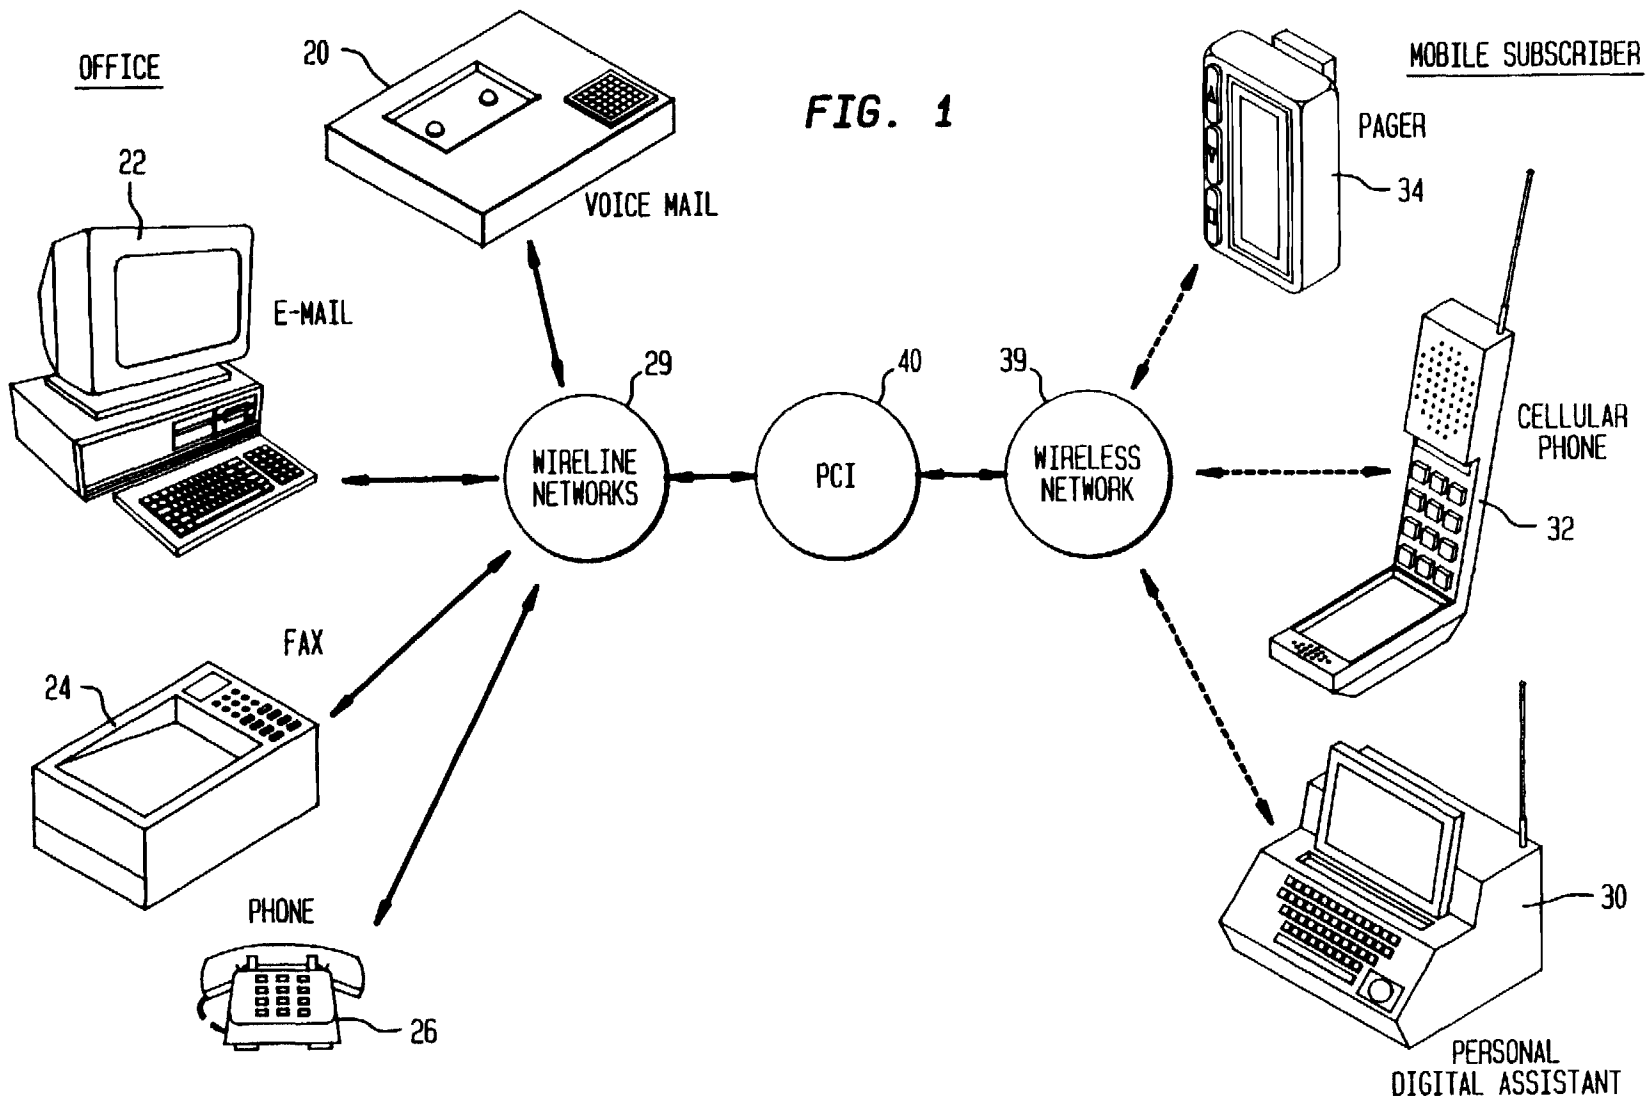 OFFICE
20
FIG. 1
MOBILE SUBSCRIBER
PAGER
34
22
VOICE MAIL
E-MAIL
29
40
39
CELLULAR
PHONE
WIRELINE
NETWORKS
PCI
WIRELESS
NETWORK
32
FAX
24
30
PHONE
26
PERSONAL
DIGITAL ASSISTANT